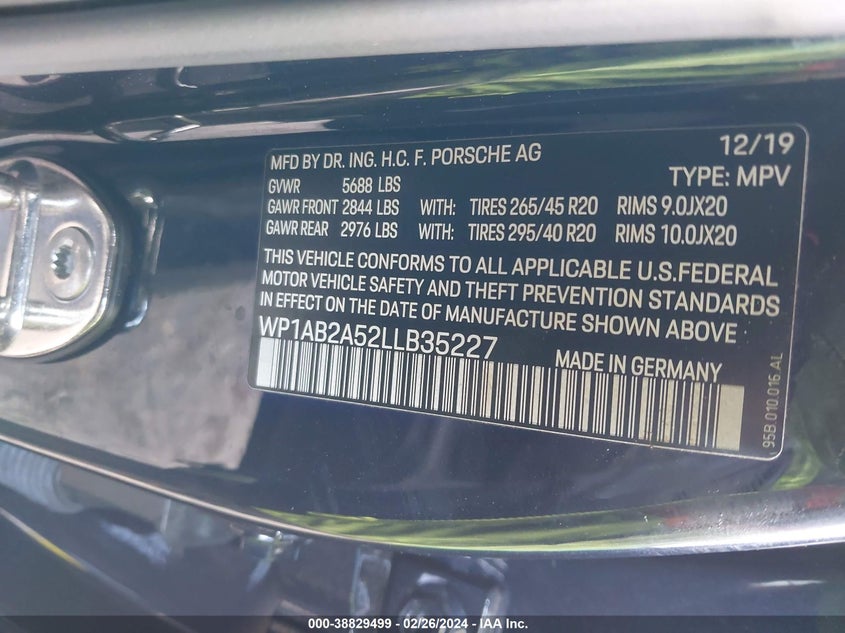 12/19
MFD BY DR. ING. H.C. F. PORSCHE AG
TYPE: MPV
GVWR 5688 LBS
GAWR FRONT 2844 LBS WITH: TIRES 265/45 R20 RIMS 9.0JX20
GAWR REAR 2976 LBS WITH: TIRES 295/40 R20 RIMS 10.0JX20
THIS VEHICLE CONFORMS TO ALL APPLICABLE U.S.FEDERAL
MOTOR VEHICLE SAFETY AND THEFT PREVENTION STANDARDS
IN EFFECT ON THE DATE OF MANUFACTURE SHOWN ABOVE
WP1AB2A52LLB35227
MADE IN GERMANY
95B.010.016 AL
000-38829499 - 02/26/2024 - IAA Inc.